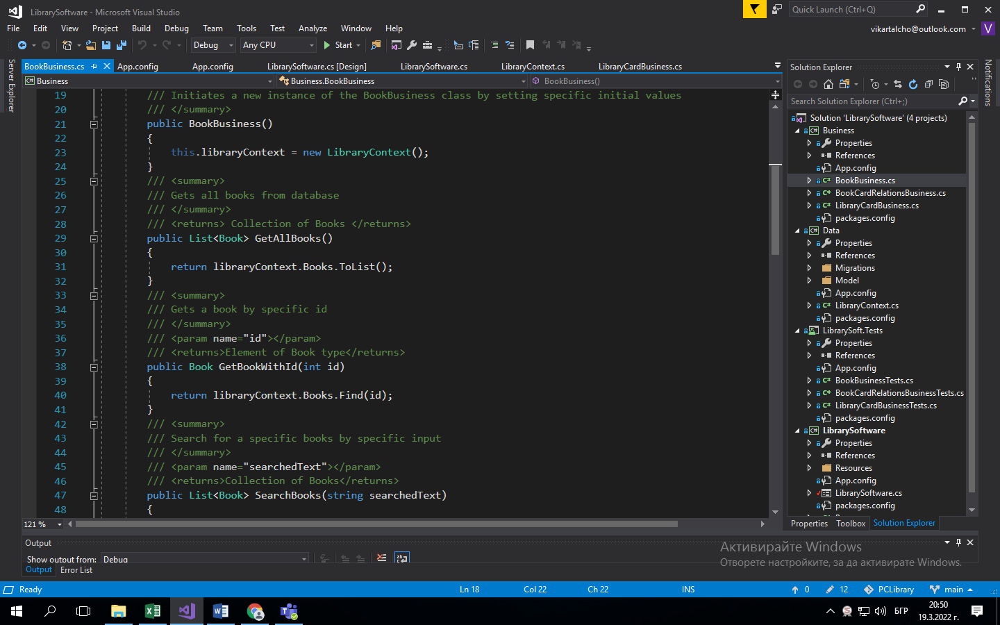 LibrarySoftware - Microsoft Visual Studio
Quick Launch (Ctrl+Q)
File Edit View Project Build Debug Team Tools Test Analyze Window Help
vikartalcho@outlook.com V
Debug Any CPU Start
Server Explorer
BookBusiness.cs App.config App.config LibrarySoftware.cs [Design] LibrarySoftware.cs LibraryContext.cs LibraryCardBusiness.cs
Business Business.BookBusiness BookBusiness()
19 /// Initiates a new instance of the BookBusiness class by setting specific initial values
20 /// </summary>
21 public BookBusiness()
22 {
23 this.libraryContext = new LibraryContext();
24 }
25 /// <summary>
26 /// Gets all books from database
27 /// </summary>
28 /// <returns> Collection of Books </returns>
29 public List<Book> GetAllBooks()
30 {
31 return libraryContext.Books.ToList();
32 }
33 /// <summary>
34 /// Gets a book by specific id
35 /// </summary>
36 /// <param name="id"></param>
37 /// <returns>Element of Book type</returns>
38 public Book GetBookWithId(int id)
39 {
40 return libraryContext.Books.Find(id);
41 }
42 /// <summary>
43 /// Search for a specific books by specific input
44 /// </summary>
45 /// <param name="searchedText"></param>
46 /// <returns>Collection of Books</returns>
47 public List<Book> SearchBooks(string searchedText)
48 {
121 %
Solution Explorer
Search Solution Explorer (Ctrl+;)
Solution 'LibrarySoftware' (4 projects)
Business
Properties
References
App.config
BookBusiness.cs
BookCardRelationsBusiness.cs
LibraryCardBusiness.cs
packages.config
Data
Properties
References
Migrations
Model
App.config
LibraryContext.cs
packages.config
LibrarySoft.Tests
Properties
References
App.config
BookBusinessTests.cs
BookCardRelationsBusinessTests.cs
LibraryCardBusinessTests.cs
packages.config
LibrarySoftware
Properties
References
Resources
App.config
LibrarySoftware.cs
packages.config
Properties Toolbox Solution Explorer
Notifications
Output
Show output from: Debug
Output Error List
Активирайте Windows
Отворете настройките, за да активирате Windows.
Ready Ln 18 Col 22 Ch 22 INS 0 12 PCLibrary main
БГР
20:50
19.3.2022 г.